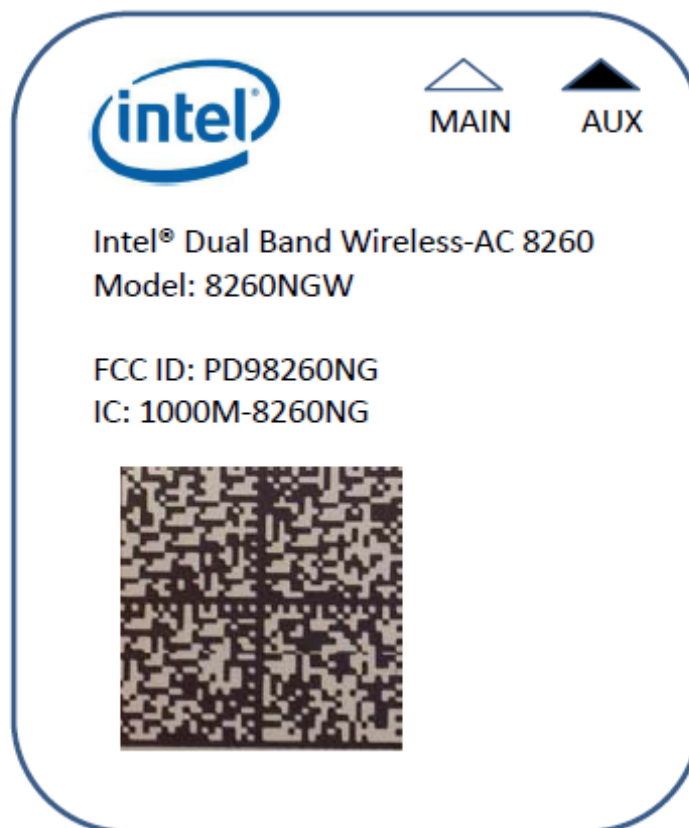 intel®
MAIN AUX
Intel® Dual Band Wireless-AC 8260
Model: 8260NGW
FCC ID: PD98260NG
IC: 1000M-8260NG